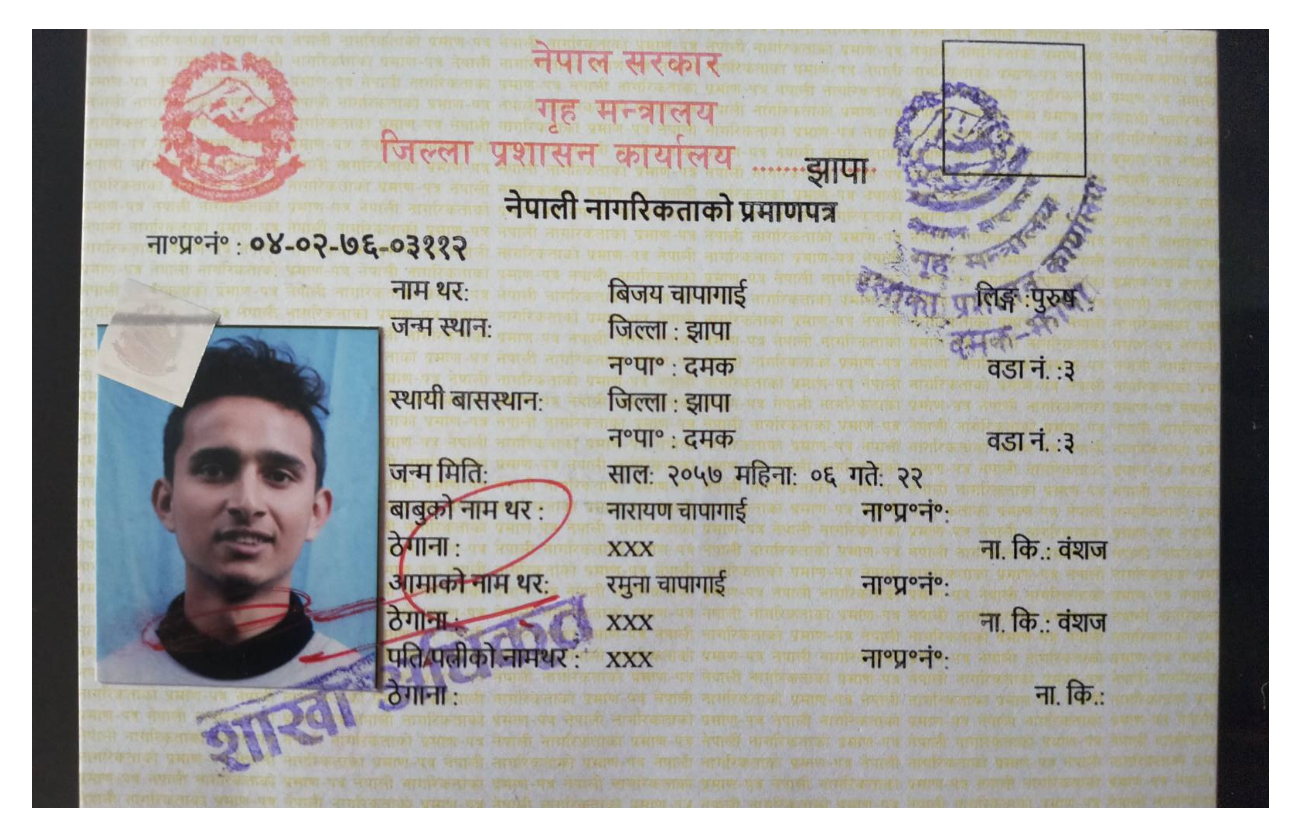 नेपाल सरकार
गृह मन्त्रालय
जिल्ला प्रशासन कार्यालय ........झापा
नेपाली नागरिकताको प्रमाणपत्र
ना०प्र०नं० : ०४-०२-७६-०३११२
नाम थर: बिजय चापागाई लिङ्ग :पुरुष
जन्म स्थान: जिल्ला : झापा
न०पा० : दमक वडा नं. :३
स्थायी बासस्थान: जिल्ला : झापा
न०पा० : दमक वडा नं. :३
जन्म मिति: साल: २०५७ महिना: ०६ गते: २२
बाबुको नाम थर : नारायण चापागाई ना०प्र०नं०:
ठेगाना : xxx ना. कि.: वंशज
आमाको नाम थर: रमुना चापागाई ना०प्र०नं०:
ठेगाना : xxx ना. कि.: वंशज
पति/पत्नीको नामथर : xxx ना०प्र०नं०:
ठेगाना : ना. कि.:
नेपाल सरकार
गृह मन्त्रालय
इलाका प्रशासन कार्यालय
दमक-झापा
शाखा अधिकृत